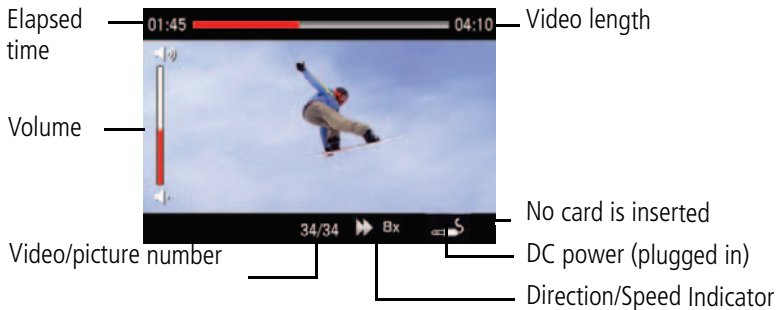 Elapsed
time
01:45
04:10
Video length
Volume
No card is inserted
34/34
8x
Video/picture number
DC power (plugged in)
Direction/Speed Indicator